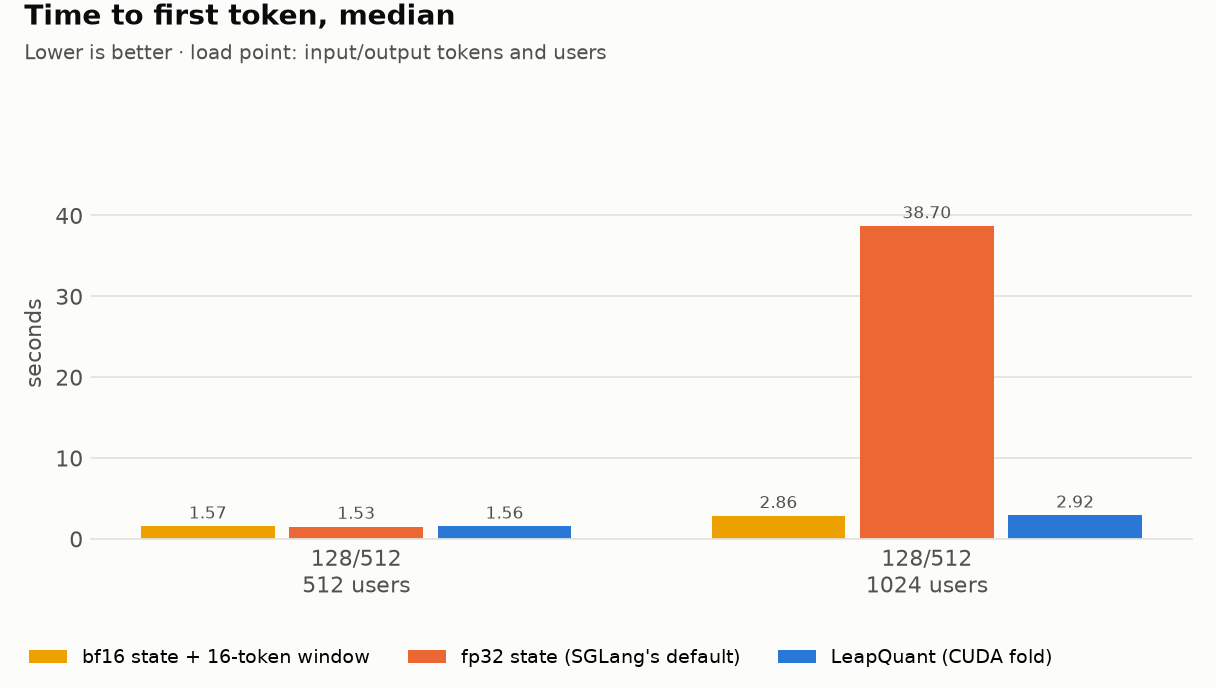 Time to first token, median
Lower is better · load point: input/output tokens and users
seconds
40
30
20
10
0
1.57
1.53
1.56
2.86
38.70
2.92
128/512
512 users
128/512
1024 users
bf16 state + 16-token window
fp32 state (SGLang's default)
LeapQuant (CUDA fold)